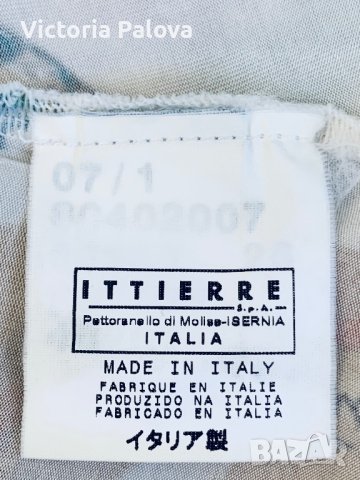 Victoria Palova
07/1
ITTIERRE
S.p.A.
Pettoranello di Molise-ISERNIA
ITALIA
MADE IN ITALY
FABRIQUE EN ITALIE
PRODUZIDO NA ITALIA
FABRICADO EN ITALIA
イタリア製
BAZAR